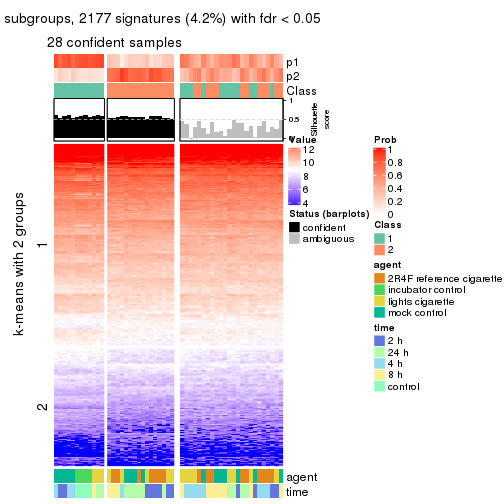 subgroups, 2177 signatures (4.2%) with fdr < 0.05
28 confident samples
p1
p2
Class
1
0.5
0
Silhouette
score
k-means with 2 groups
1
2
agent
time
Value
12
10
8
6
4
Status (barplots)
confident
ambiguous
Prob
1
0.8
0.6
0.4
0.2
0
Class
1
2
agent
2R4F reference cigarette
incubator control
lights cigarette
mock control
time
2 h
24 h
4 h
8 h
control